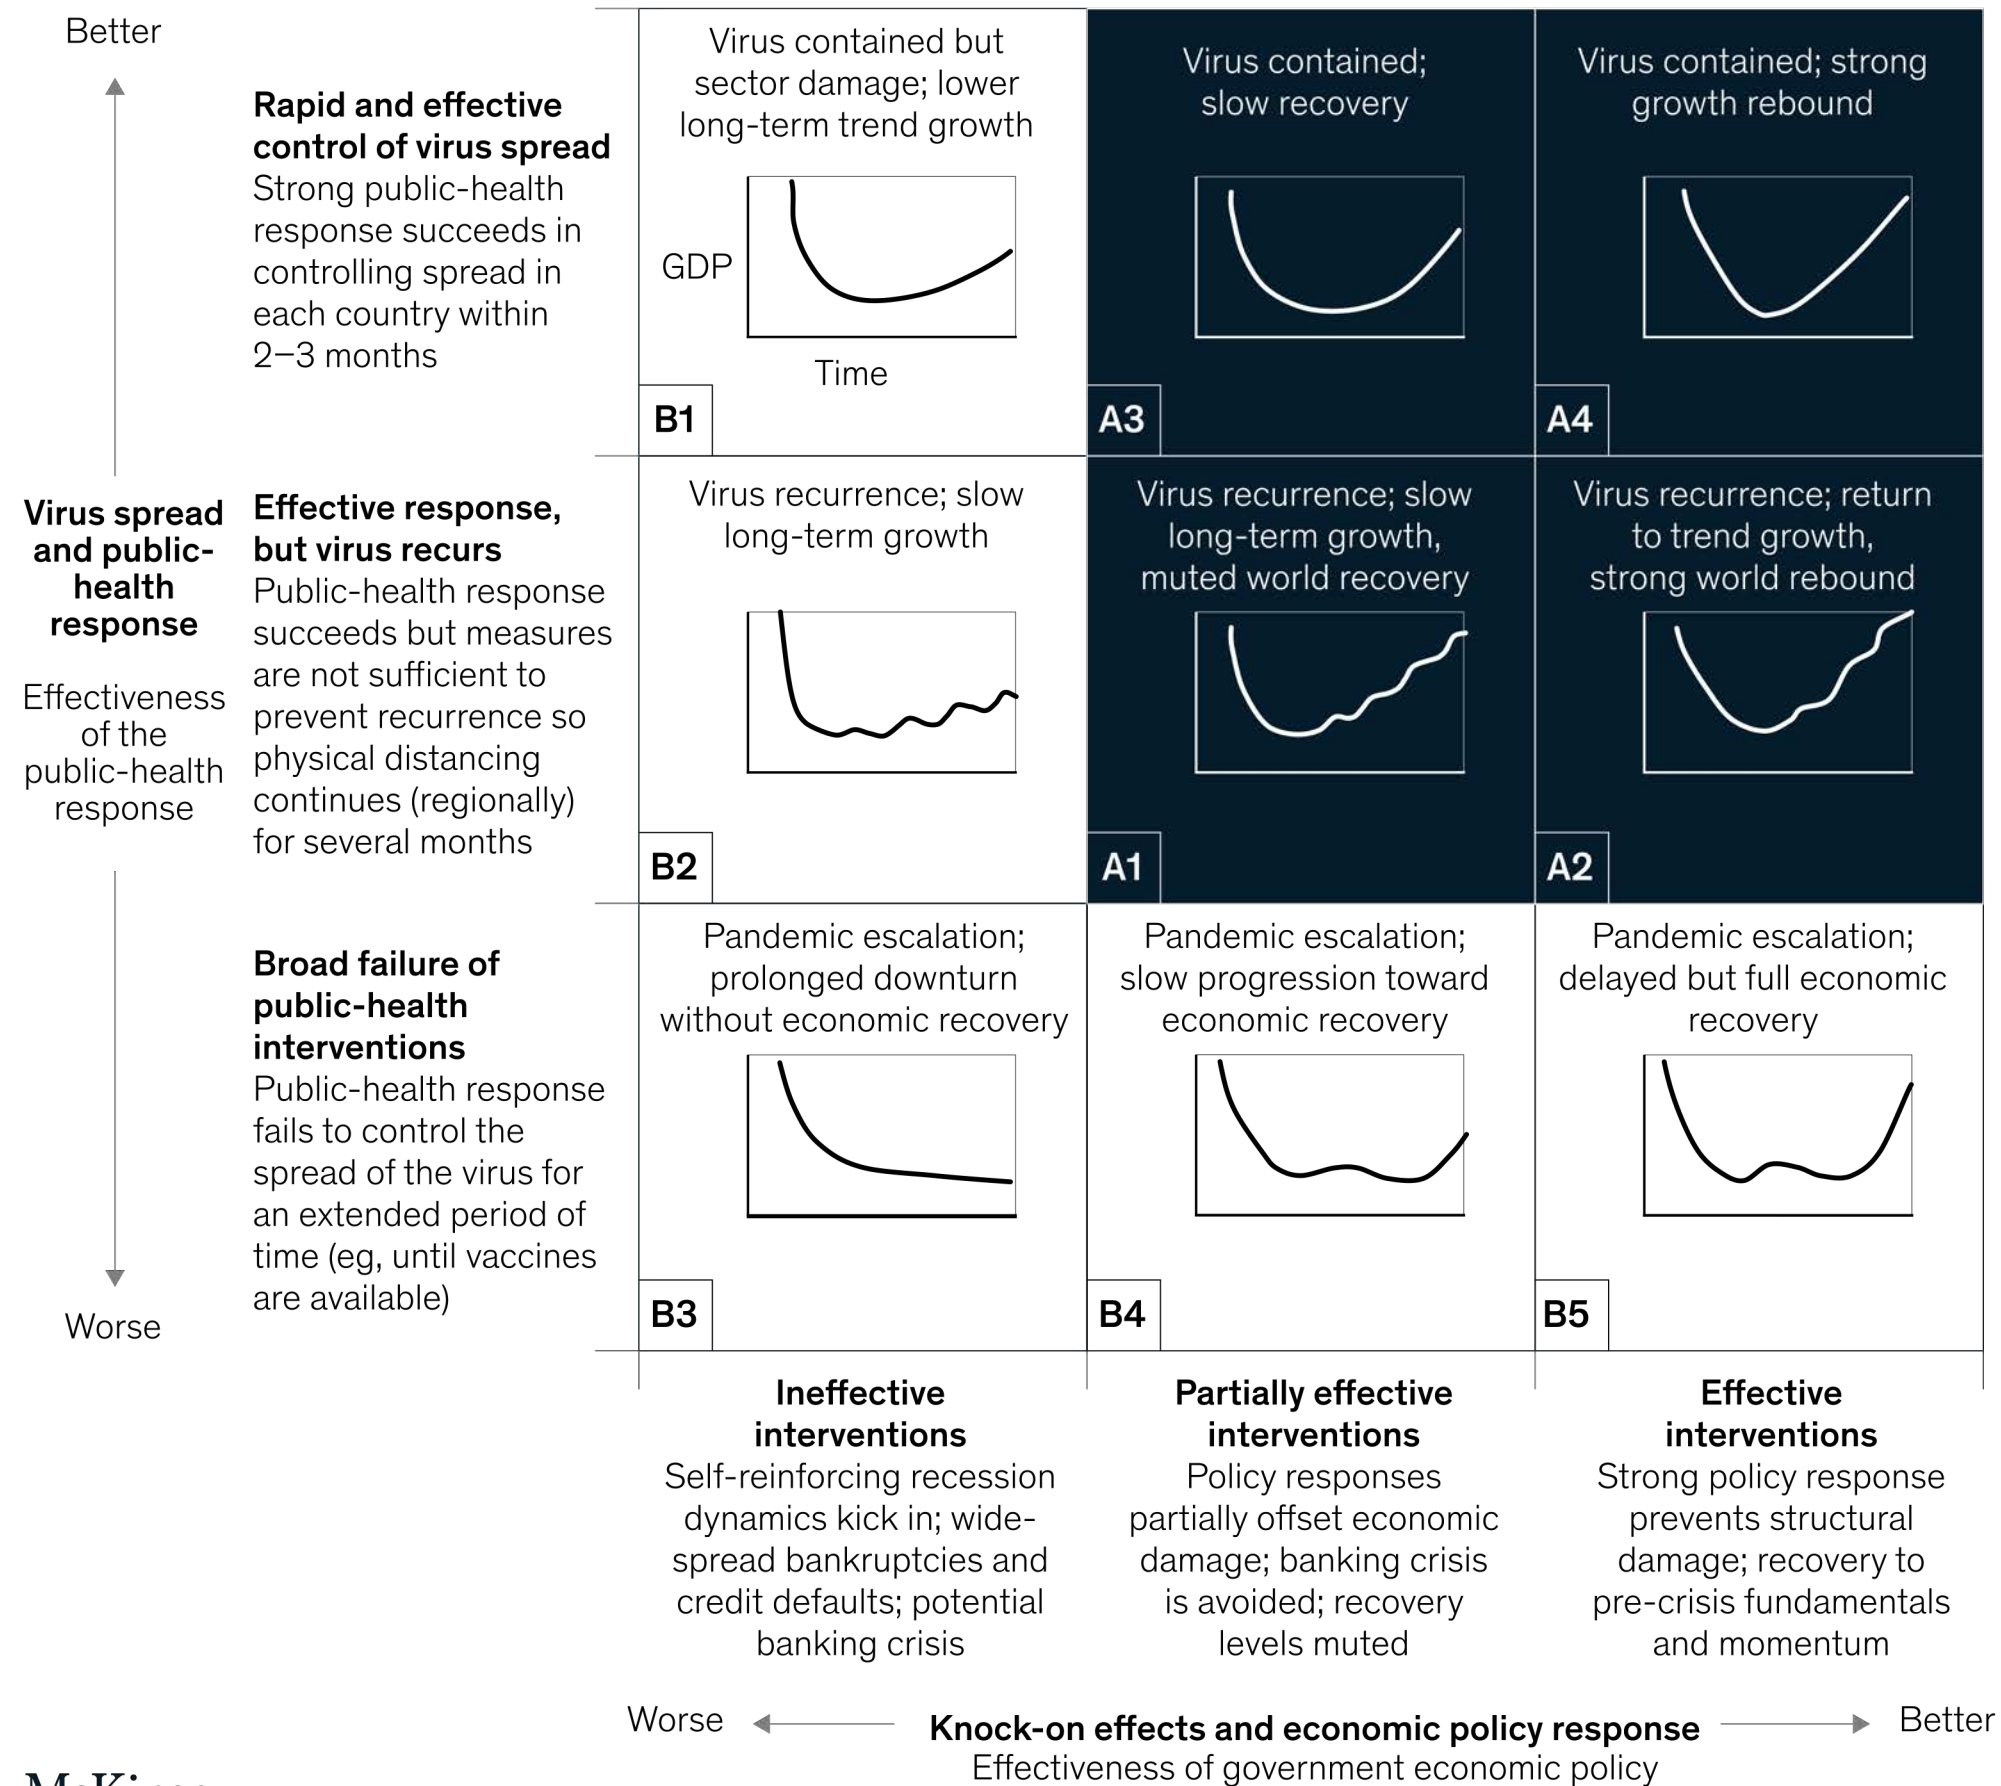 Better
Rapid and effective
control of virus spread
Strong public-health
response succeeds in
controlling spread in
each country within
2–3 months
Virus contained but
sector damage; lower
long-term trend growth
GDP
Time
B1
Virus contained;
slow recovery
A3
Virus contained; strong
growth rebound
A4
Virus spread
and public-
health
response
Effectiveness
of the
public-health
response
Effective response,
but virus recurs
Public-health response
succeeds but measures
are not sufficient to
prevent recurrence so
physical distancing
continues (regionally)
for several months
Virus recurrence; slow
long-term growth
B2
Virus recurrence; slow
long-term growth,
muted world recovery
A1
Virus recurrence; return
to trend growth,
strong world rebound
A2
Broad failure of
public-health
interventions
Public-health response
fails to control the
spread of the virus for
an extended period of
time (eg, until vaccines
are available)
Worse
Pandemic escalation;
prolonged downturn
without economic recovery
B3
Pandemic escalation;
slow progression toward
economic recovery
B4
Pandemic escalation;
delayed but full economic
recovery
B5
Ineffective
interventions
Self-reinforcing recession
dynamics kick in; wide-
spread bankruptcies and
credit defaults; potential
banking crisis
Partially effective
interventions
Policy responses
partially offset economic
damage; banking crisis
is avoided; recovery
levels muted
Effective
interventions
Strong policy response
prevents structural
damage; recovery to
pre-crisis fundamentals
and momentum
Worse
Knock-on effects and economic policy response
Better
Effectiveness of government economic policy